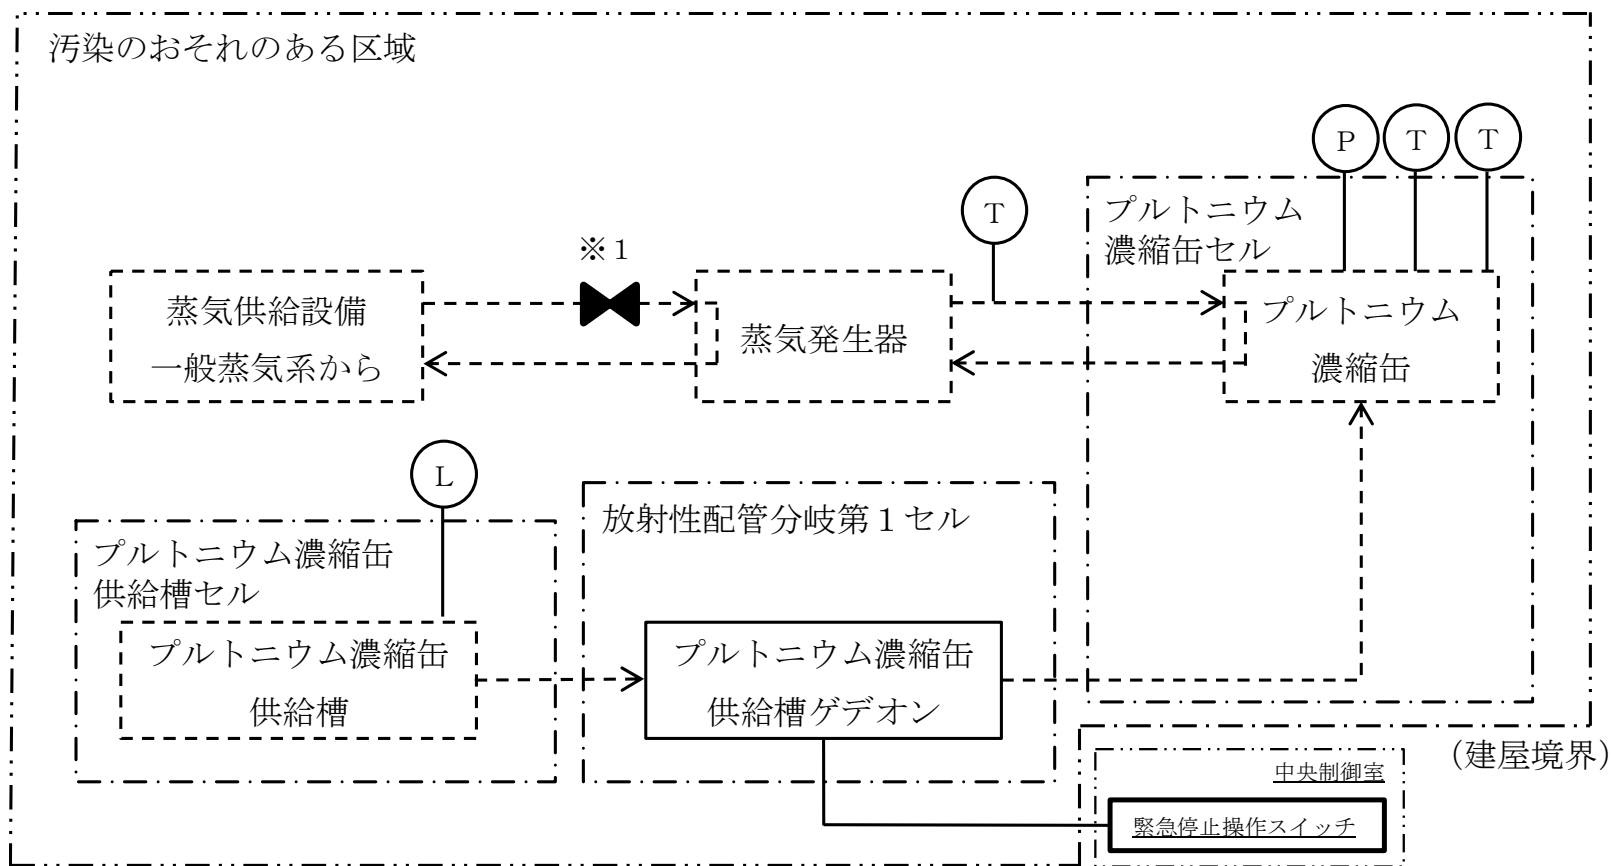 汚染のおそれのある区域
P
T
T
T
プルトニウム
濃縮缶セル
※1
蒸気供給設備
一般蒸気系から
蒸気発生器
プルトニウム
濃縮缶
L
プルトニウム濃縮缶
供給槽セル
放射性配管分岐第1セル
プルトニウム濃縮缶
供給槽
プルトニウム濃縮缶
供給槽ゲデオン
(建屋境界)
中央制御室
緊急停止操作スイッチ